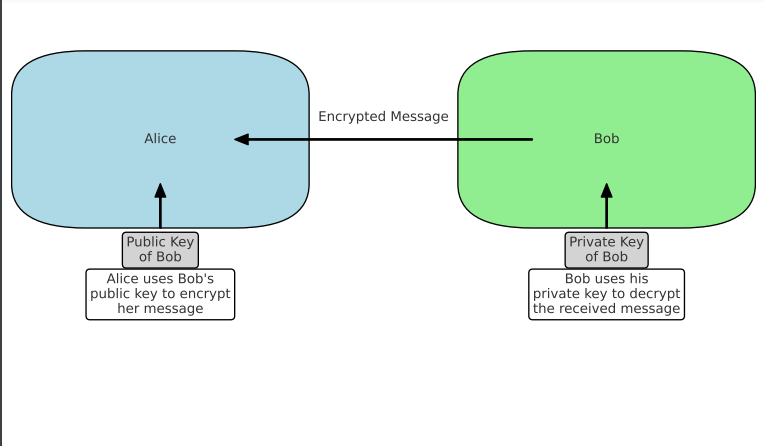 Encrypted Message
Alice
Bob
Public Key
of Bob
Alice uses Bob's
public key to encrypt
her message
Private Key
of Bob
Bob uses his
private key to decrypt
the received message